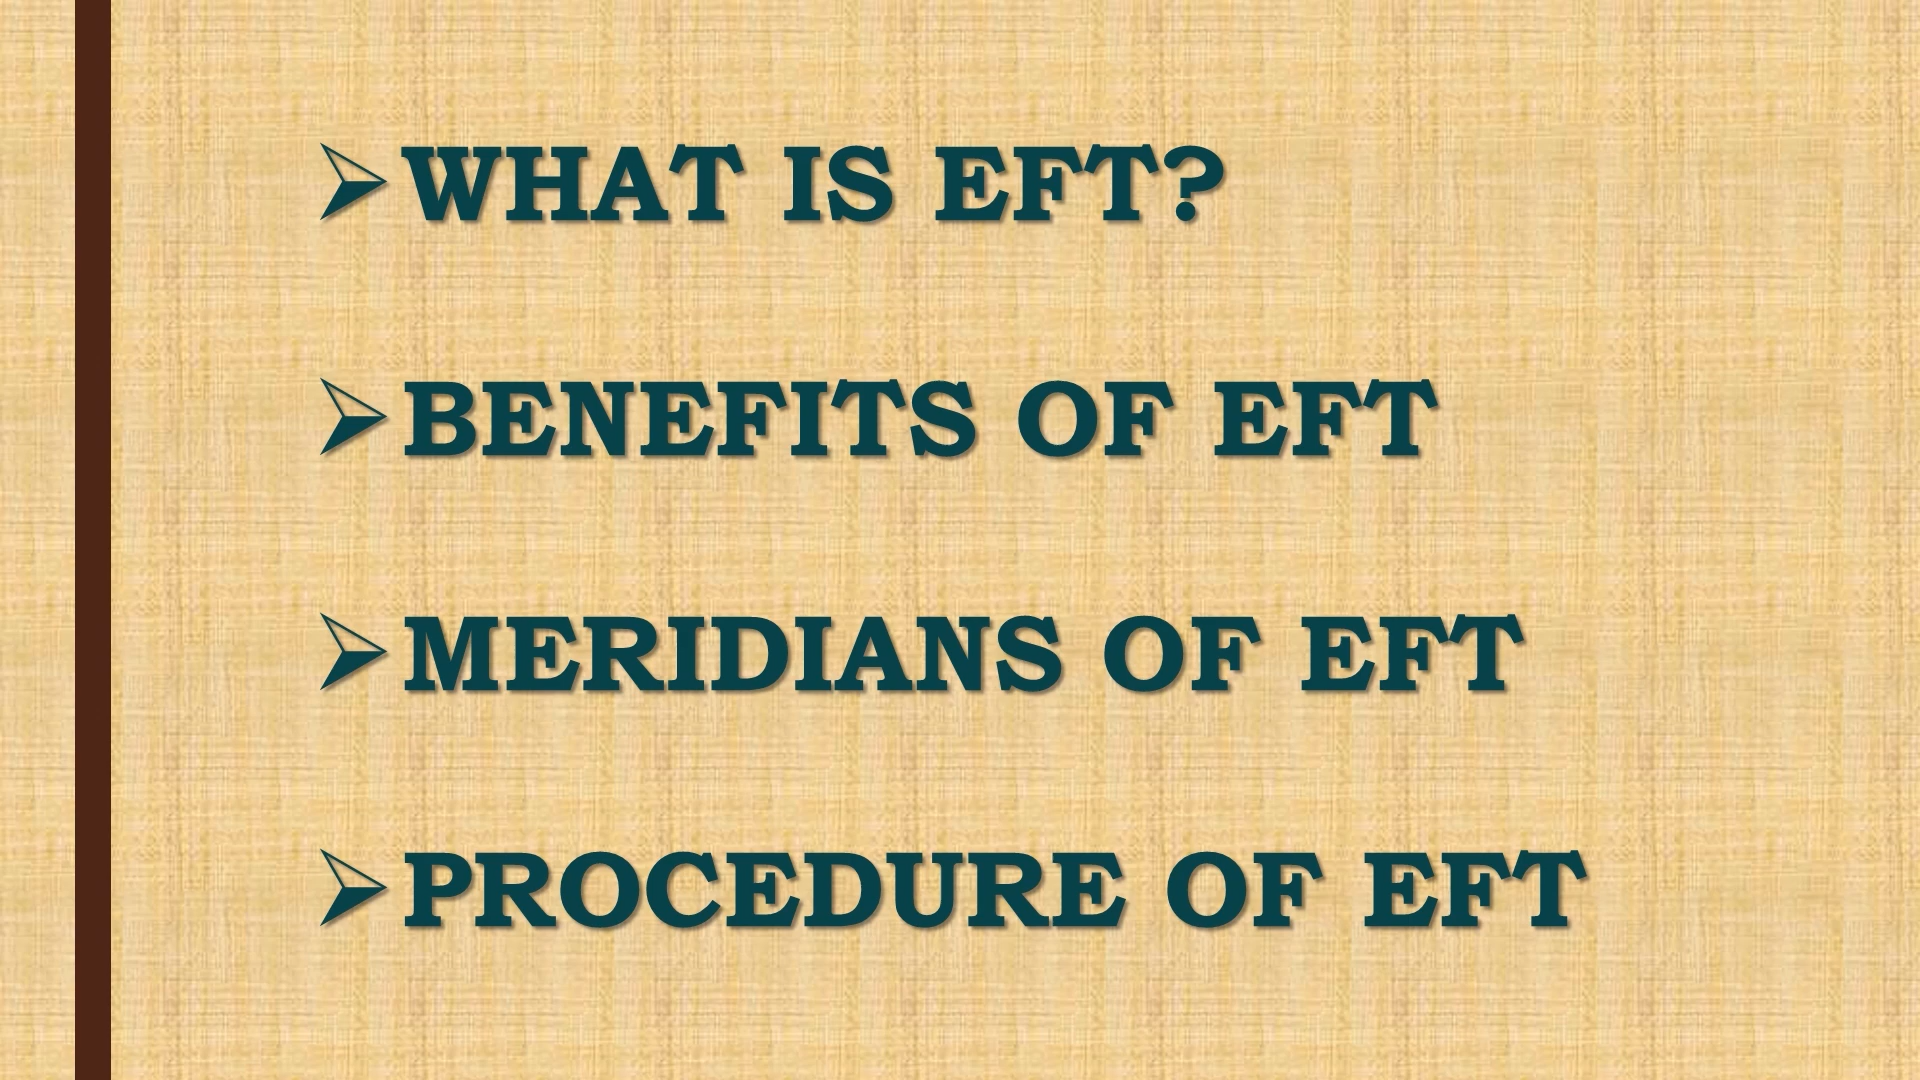 ➢WHAT IS EFT?
➢BENEFITS OF EFT
➢MERIDIANS OF EFT
➢PROCEDURE OF EFT